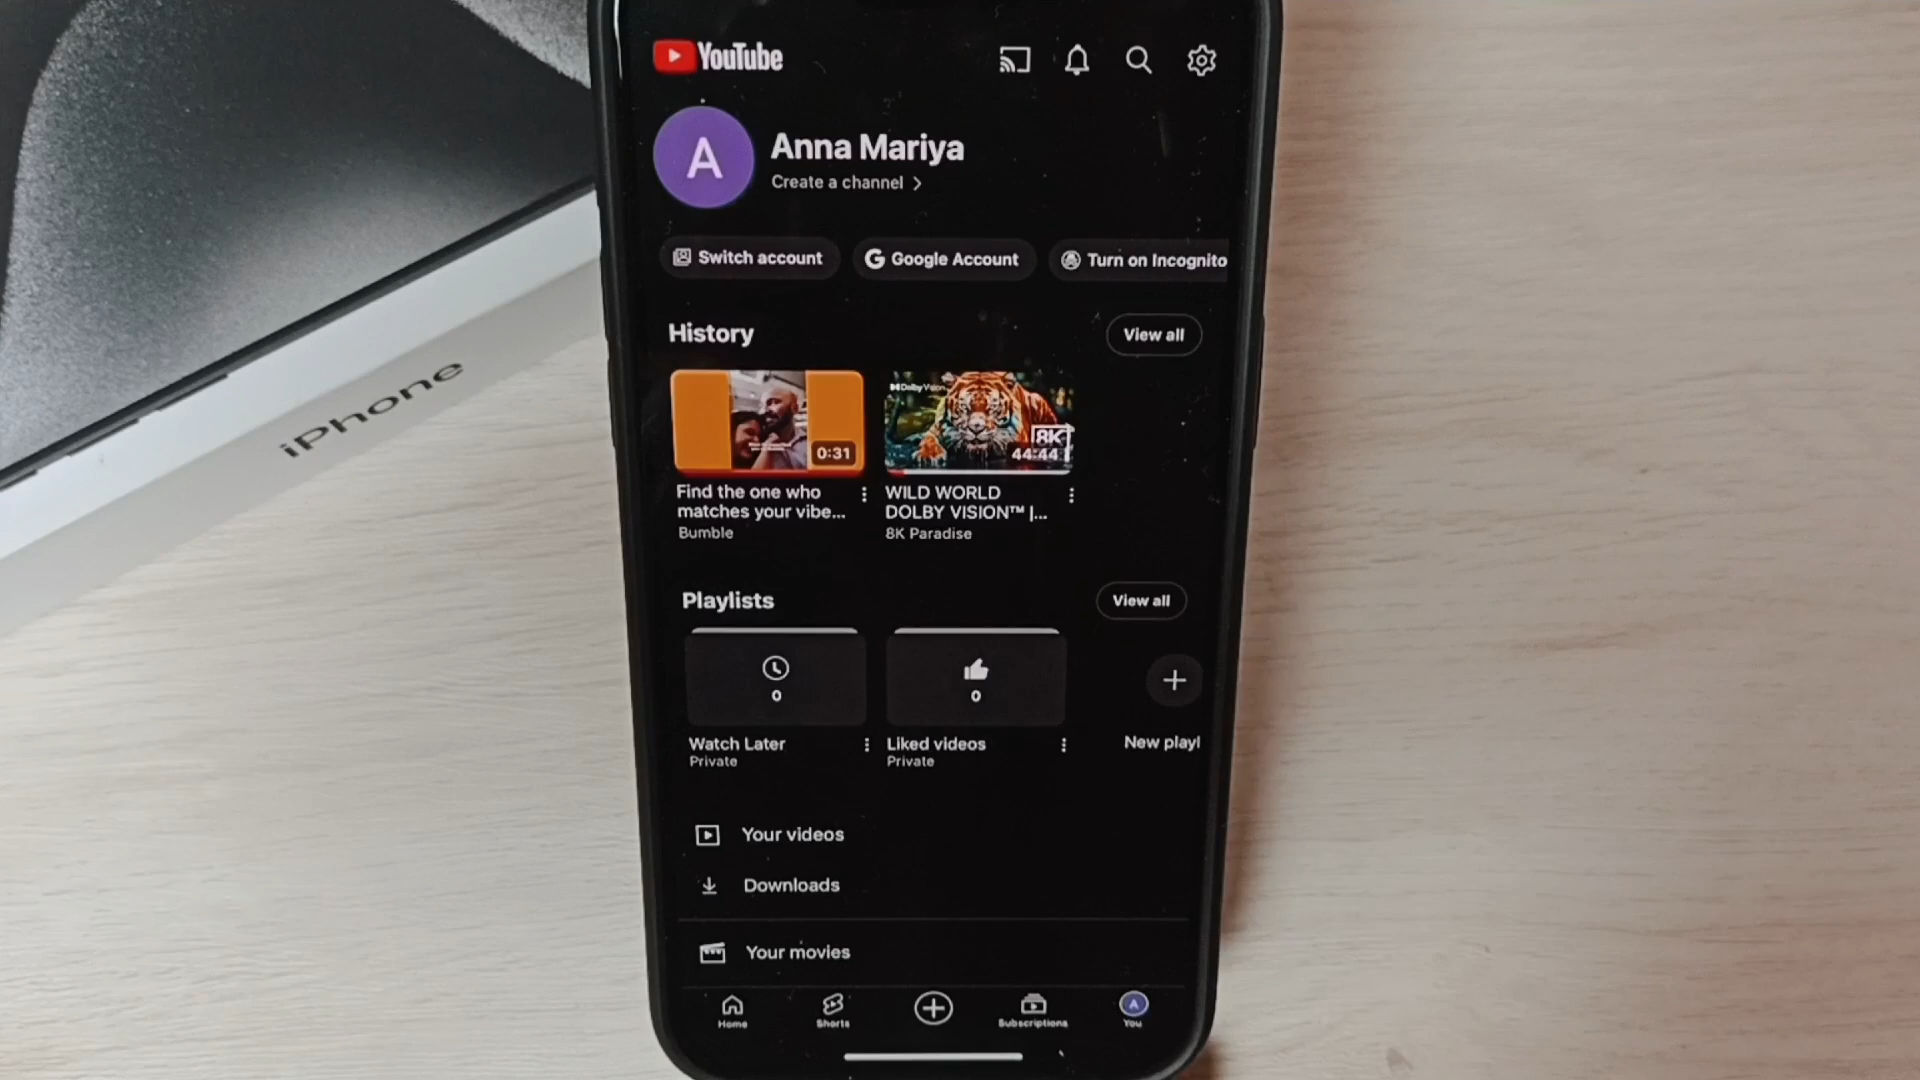 YouTube
A
Anna Mariya
Create a channel
Switch account
Google Account
Turn on Incognito
History
View all
0:31
Dolby Vision
8K
44:44
Find the one who
matches your vibe...
Bumble
WILD WORLD
DOLBY VISION™ |...
8K Paradise
Playlists
View all
0
0
Watch Later
Private
Liked videos
Private
New playl
Your videos
Downloads
Your movies
Home
Shorts
Subscriptions
A
You
iPhone